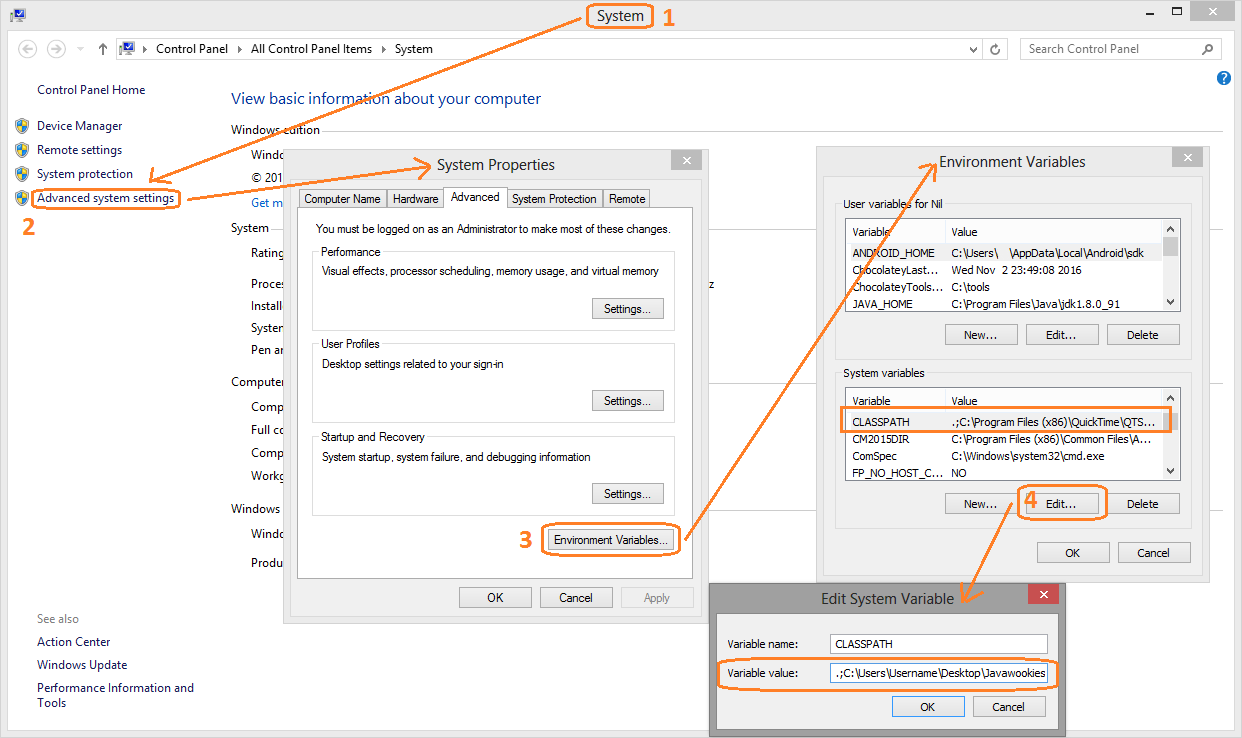 System 1
Control Panel All Control Panel Items System
Search Control Panel
Control Panel Home
Device Manager
Remote settings
System protection
Advanced system settings
2
See also
Action Center
Windows Update
Performance Information and
Tools
View basic information about your computer
Windows edition
Windo
© 201
Get m
System
Rating
Proces
z
Install
System
Pen an
Computer
Comp
Full co
Comp
Workg
Windows
Windo
Produ
System Properties
Computer Name Hardware Advanced System Protection Remote
You must be logged on as an Administrator to make most of these changes.
Performance
Visual effects, processor scheduling, memory usage, and virtual memory
Settings...
User Profiles
Desktop settings related to your sign-in
Settings...
Startup and Recovery
System startup, system failure, and debugging information
Settings...
3 Environment Variables...
OK Cancel Apply
Environment Variables
User variables for Nil
Variable Value
ANDROID_HOME C:\Users\ \AppData\Local\Android\sdk
ChocolateyLast... Wed Nov 2 23:49:08 2016
ChocolateyTools... C:\tools
JAVA_HOME C:\Program Files\Java\jdk1.8.0_91
New... Edit... Delete
System variables
Variable Value
CLASSPATH .;C:\Program Files (x86)\QuickTime\QTS...
CM2015DIR C:\Program Files (x86)\Common Files\A...
ComSpec C:\Windows\system32\cmd.exe
FP_NO_HOST_C... NO
New... 4 Edit... Delete
OK Cancel
Edit System Variable
Variable name: CLASSPATH
Variable value: .;C:\Users\Username\Desktop\Javawookies
OK Cancel